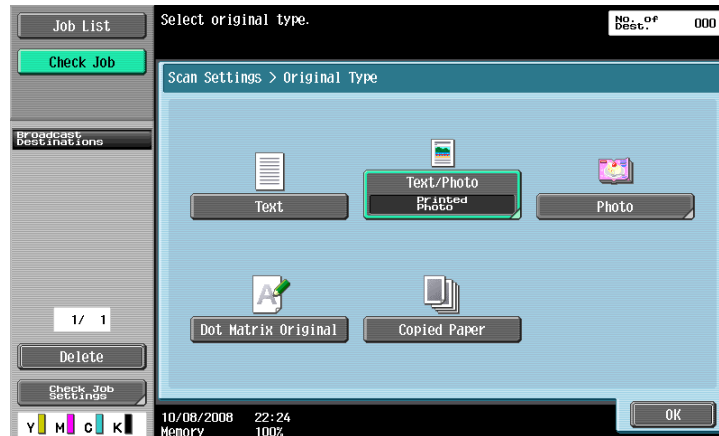 Job List
Check Job
Broadcast
Destinations
1/ 1
Delete
Check Job
Settings
Y M C K
Select original type.
No. of
Dest. 000
Scan Settings > Original Type
Text
Text/Photo
Printed
Photo
Photo
A
Dot Matrix Original
Copied Paper
OK
10/08/2008 22:24
Memory 100%